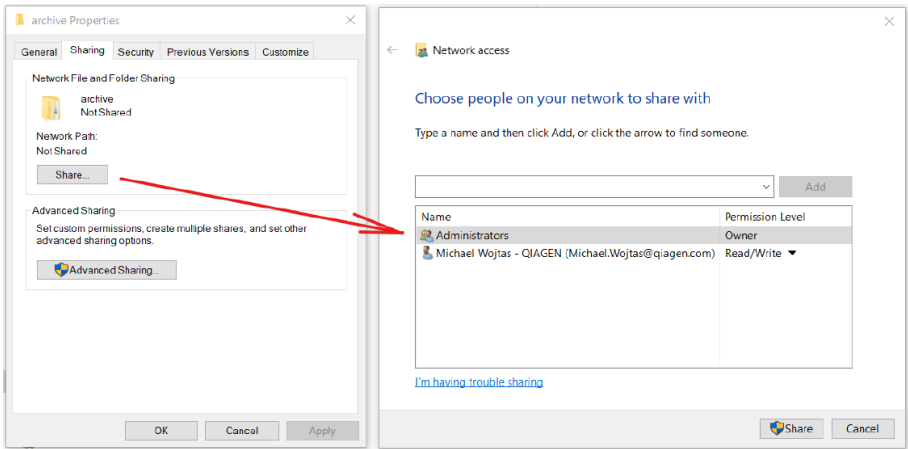 archive Properties
General
Sharing
Security
Previous Versions
Customize
Network File and Folder Sharing
archive
Not Shared
Network Path:
Not Shared
Share...
Advanced Sharing
Set custom permissions, create multiple shares, and set other
advanced sharing options.
Advanced Sharing...
OK
Cancel
Apply
Network access
Choose people on your network to share with
Type a name and then click Add, or click the arrow to find someone.
Add
Name
Permission Level
Administrators
Owner
Michael Wojtas - QIAGEN (Michael.Wojtas@qiagen.com)
Read/Write
I'm having trouble sharing
Share
Cancel